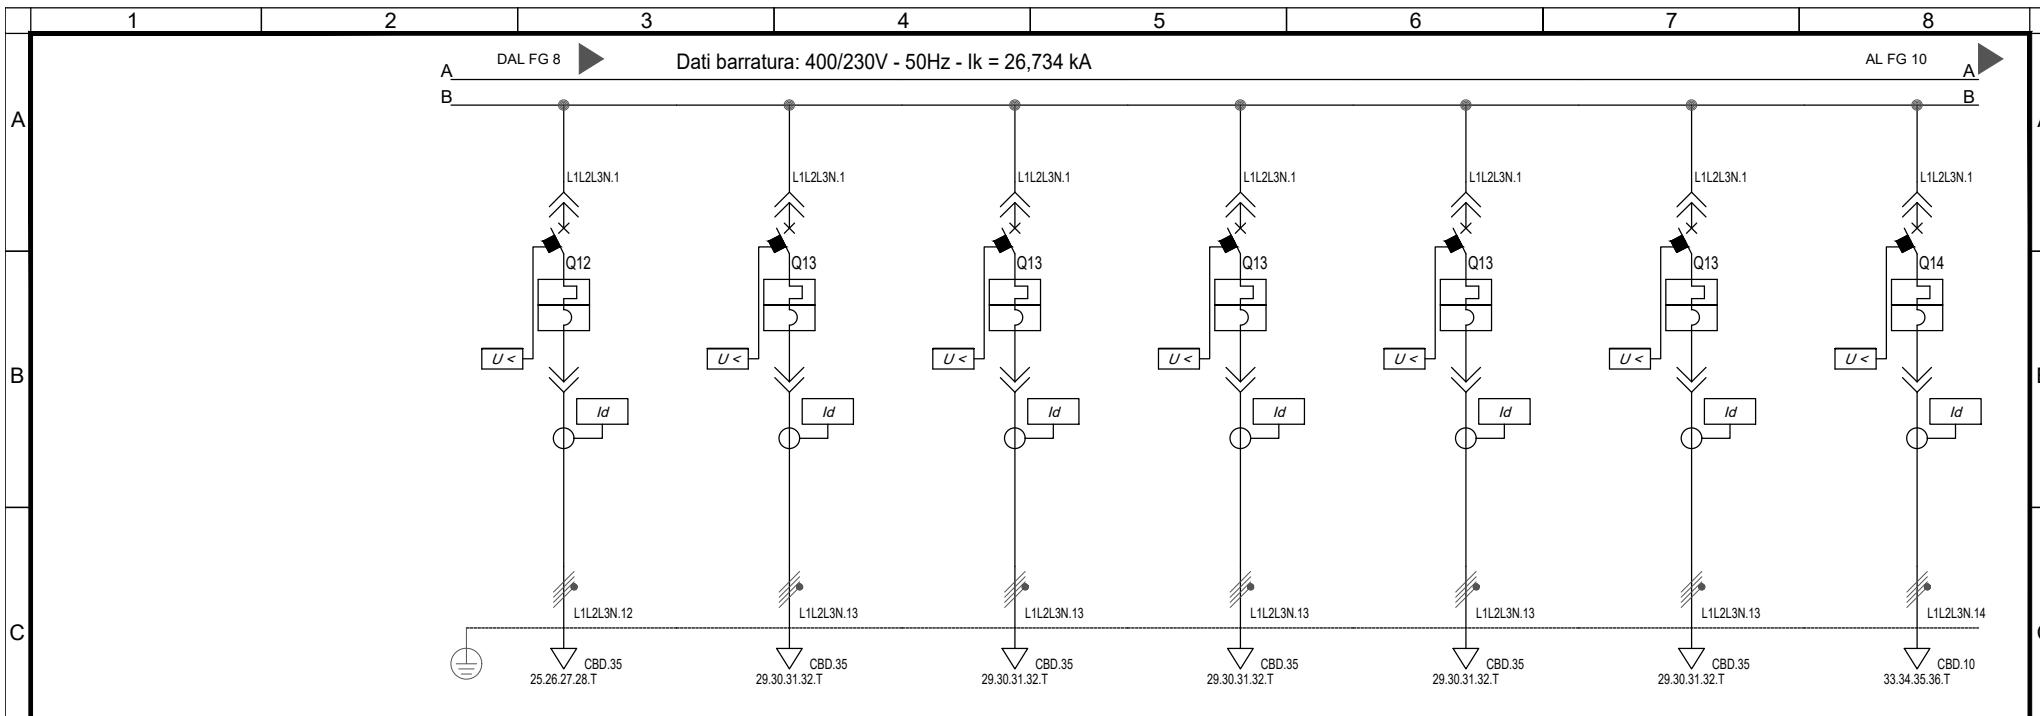 1 2 3 4 5 6 7 8
DAL FG 8 Dati barratura: 400/230V - 50Hz - Ik = 26,734 kA AL FG 10
A A
B B
A
L1L2L3N.1 L1L2L3N.1 L1L2L3N.1 L1L2L3N.1 L1L2L3N.1 L1L2L3N.1 L1L2L3N.1
Q12 Q13 Q13 Q13 Q13 Q13 Q14
U < U < U < U < U < U < U <
B
Id Id Id Id Id Id Id
L1L2L3N.12 L1L2L3N.13 L1L2L3N.13 L1L2L3N.13 L1L2L3N.13 L1L2L3N.13 L1L2L3N.14
C
CBD.35 CBD.35 CBD.35 CBD.35 CBD.35 CBD.35 CBD.10
25.26.27.28.T 29.30.31.32.T 29.30.31.32.T 29.30.31.32.T 29.30.31.32.T 29.30.31.32.T 33.34.35.36.T